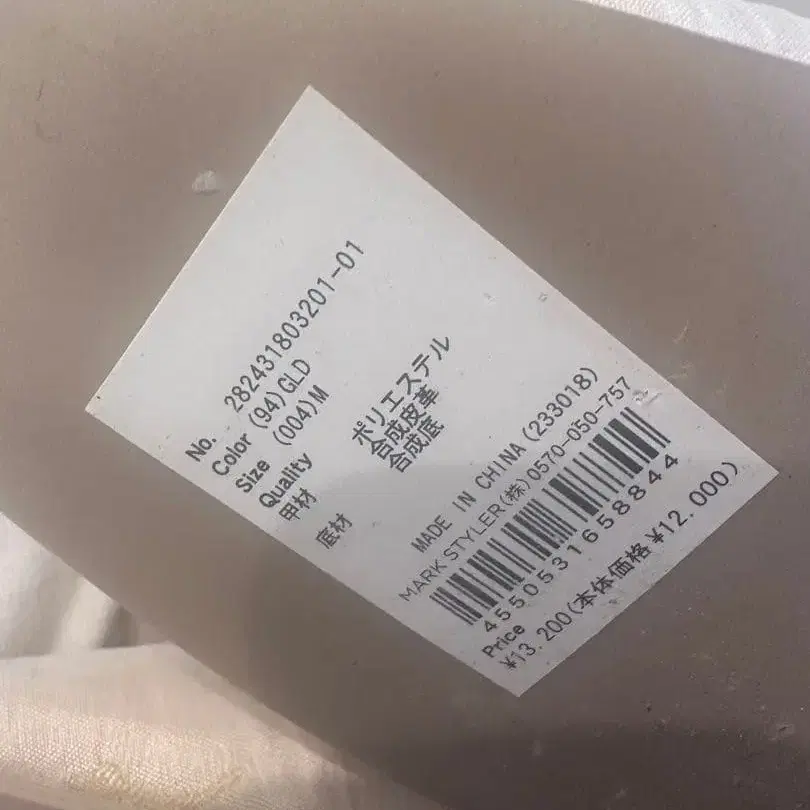 No. 282431803201-01
Color (94)GLD
Size (004)M
Quality
甲材 ポリエステル
合成皮革
底材 合成底
MADE IN CHINA (233018)
MARK STYLER(株)0570-050-757
4550531658844
Price
¥13.200(本体価格 ¥12.000)